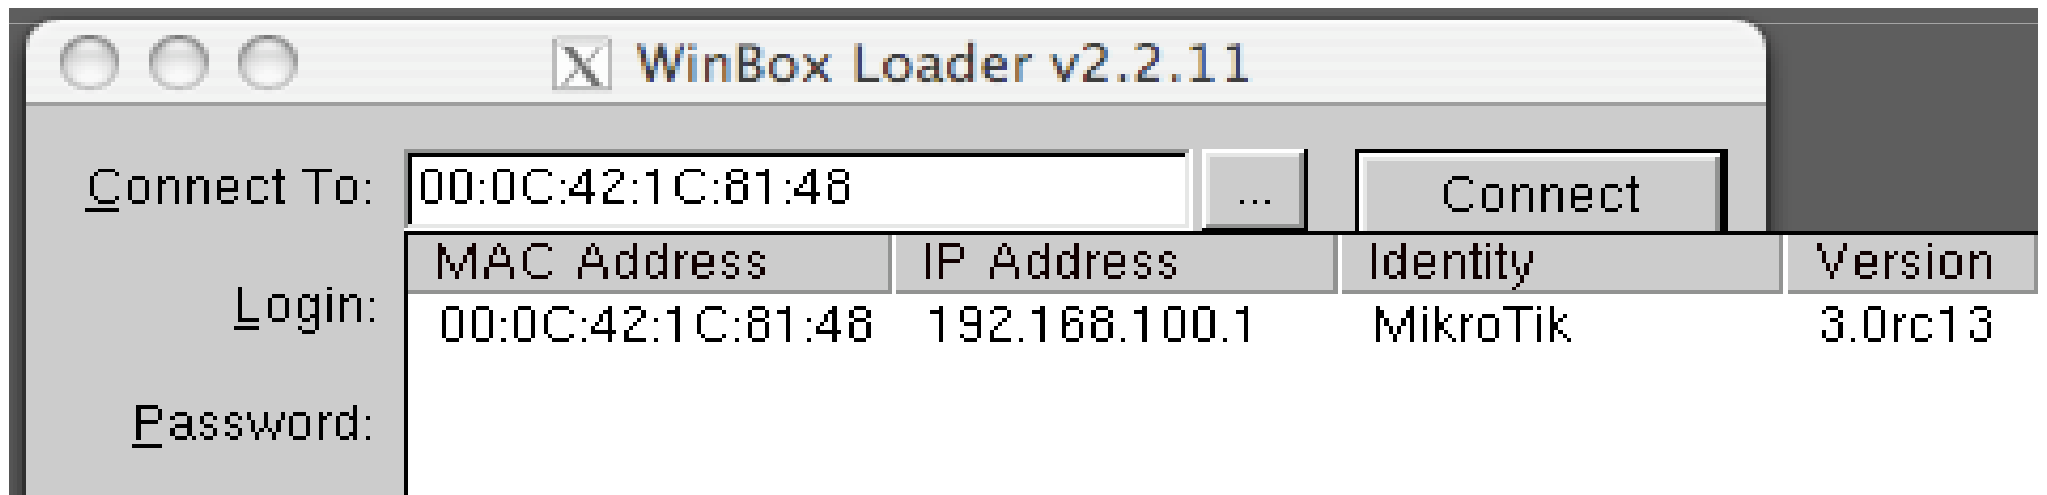 WinBox Loader v2.2.11
Connect To: 00:0C:42:1C:81:48 ... Connect
MAC Address IP Address Identity Version
Login:
00:0C:42:1C:81:48 192.168.100.1 MikroTik 3.0rc13
Password: